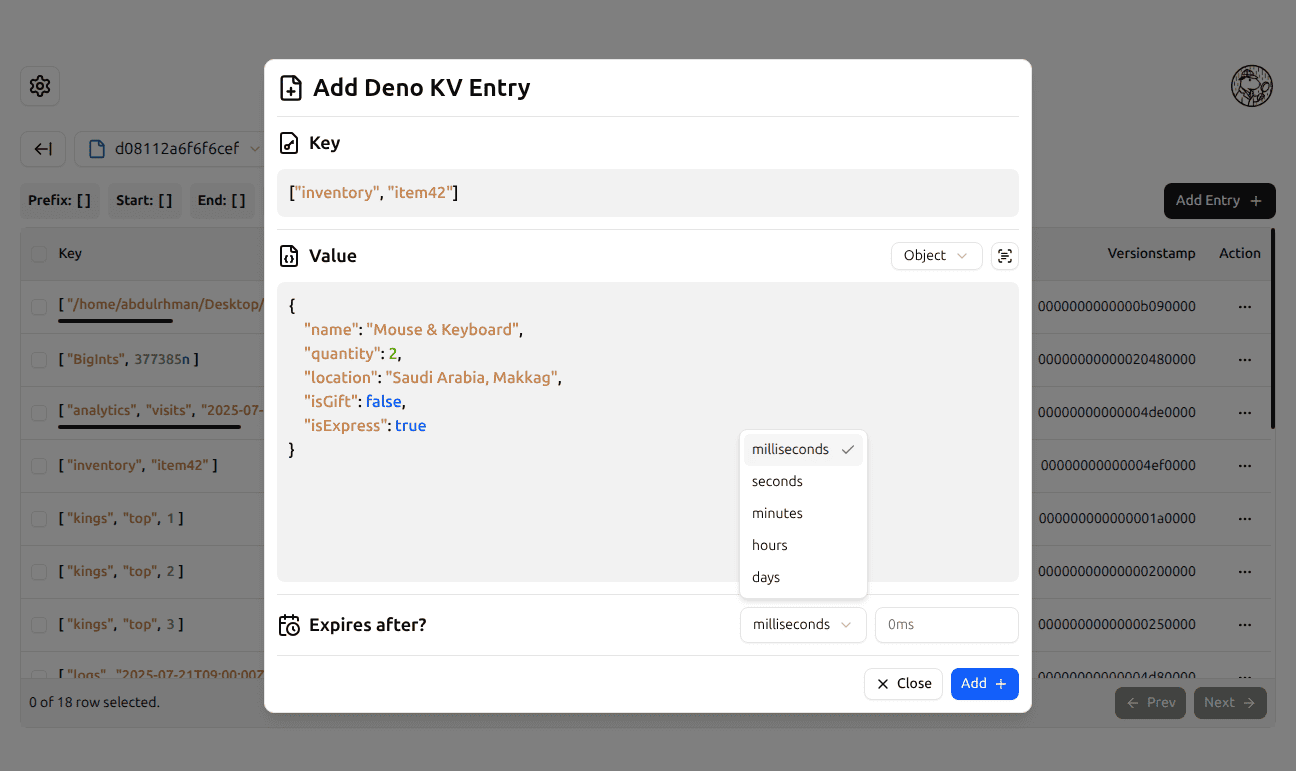 Add Deno KV Entry
Key
["inventory", "item42"]
Value
Object
{
"name": "Mouse & Keyboard",
"quantity": 2,
"location": "Saudi Arabia, Makkag",
"isGift": false,
"isExpress": true
}
milliseconds
seconds
minutes
hours
days
Expires after?
milliseconds
0ms
Close
Add
d08112a6f6f6cef
Prefix: []
Start: []
End: []
Add Entry
Key
Versionstamp
Action
[ "/home/abdulrhman/Desktop/
0000000000000b090000
[ "BigInts", 377385n ]
00000000000020480000
[ "analytics", "visits", "2025-07-
00000000000004de0000
[ "inventory", "item42" ]
00000000000004ef0000
[ "kings", "top", 1 ]
000000000000001a0000
[ "kings", "top", 2 ]
00000000000000200000
[ "kings", "top", 3 ]
00000000000000250000
[ "logs", "2025-07-21T09:00:00Z
00000000000004d80000
0 of 18 row selected.
Prev
Next